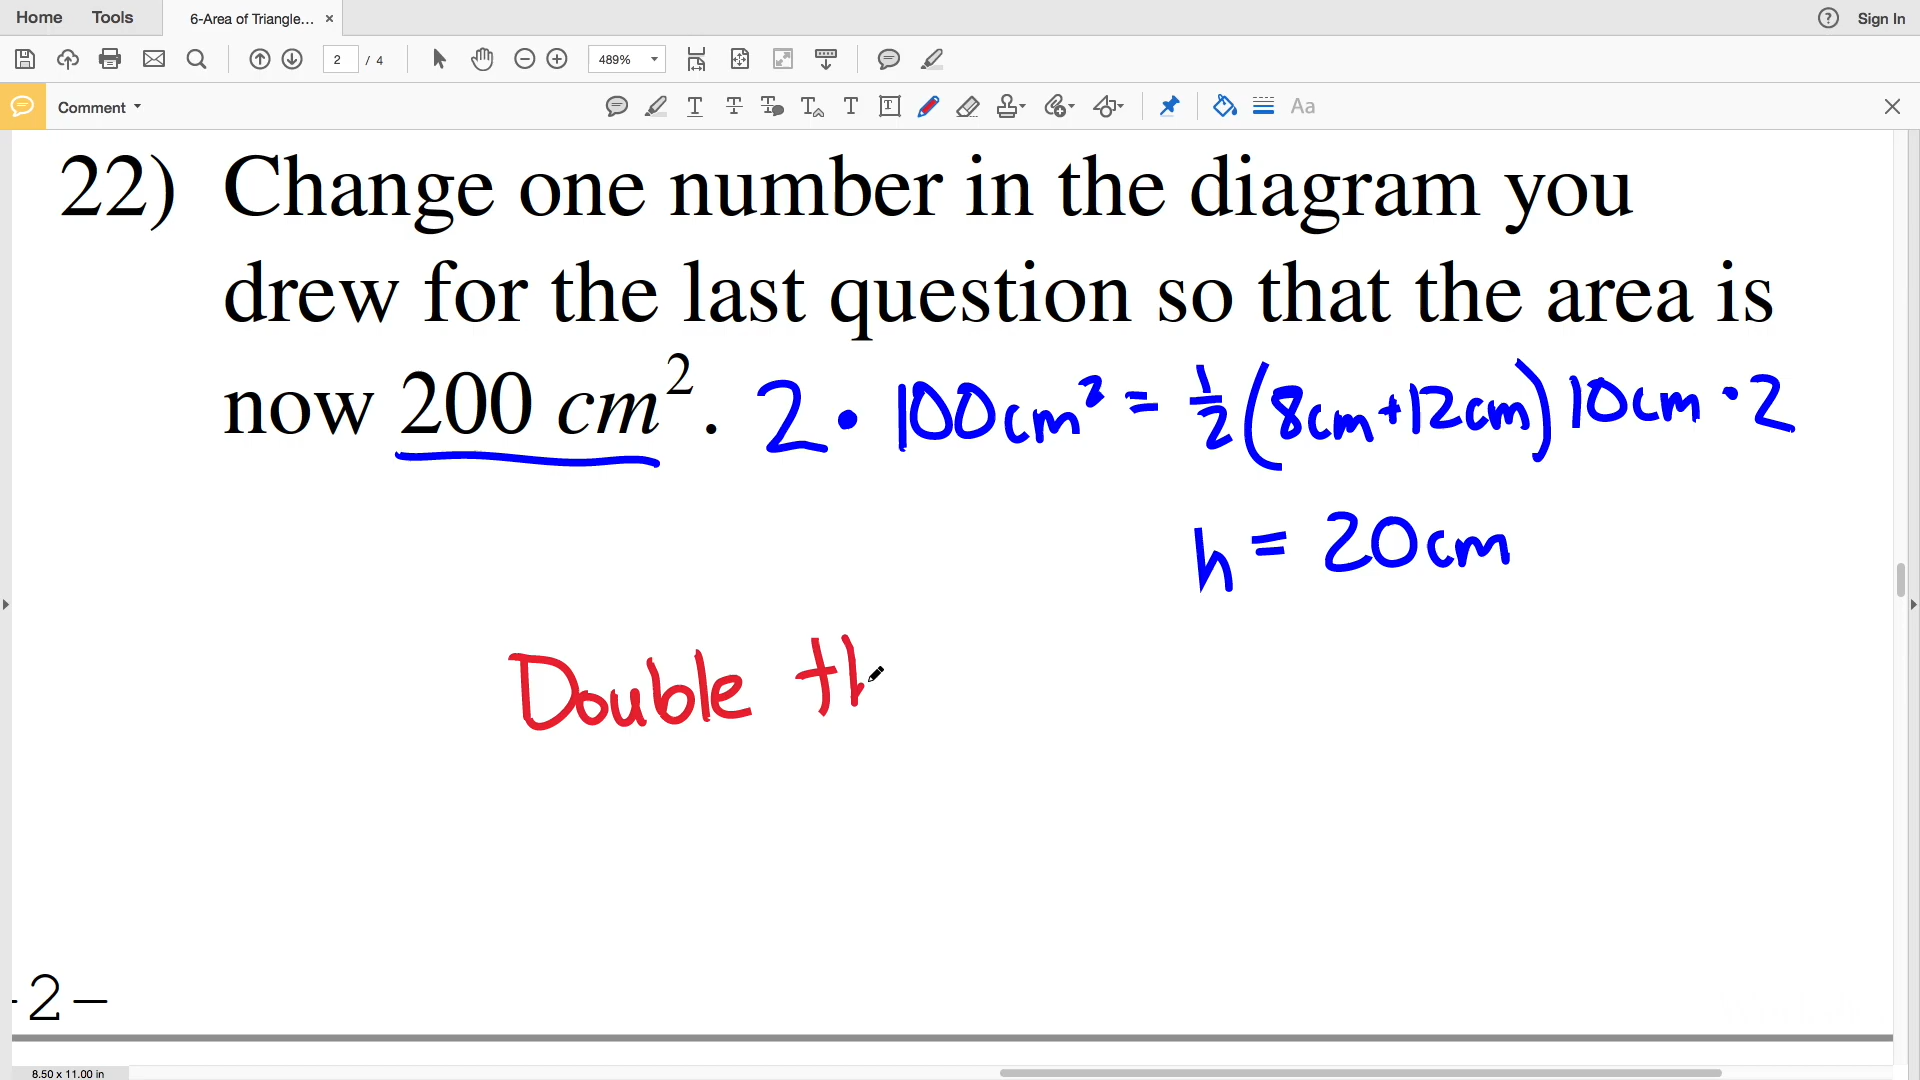 Home Tools 6-Area of Triangle... × ? Sign In
2 / 4 489%
Comment T T T T T T Aa
22) Change one number in the diagram you
drew for the last question so that the area is
now 200 cm². 2 · 100cm² = 1/2 (8cm+12cm) 10cm · 2
h = 20cm
Double th
-2-
8.50 x 11.00 in